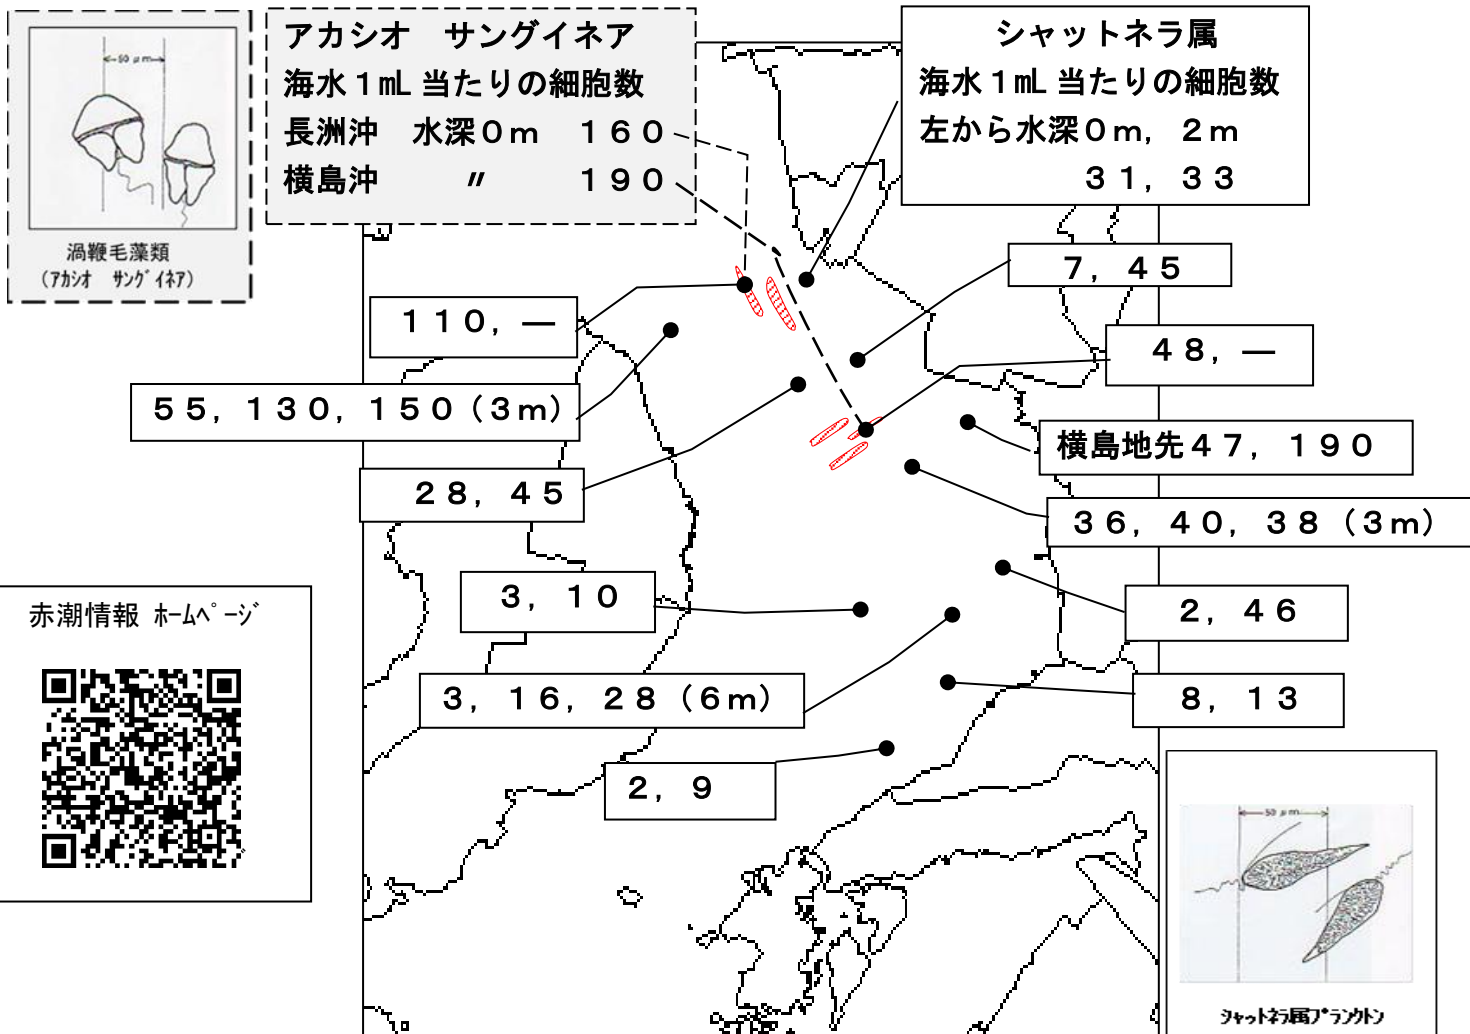 50 μm
渦鞭毛藻類
(アカシオ サングイネア)
アカシオ サングイネア
海水1mL当たりの細胞数
長洲沖 水深0m 160
横島沖 〃 190
シャットネラ属
海水1mL当たりの細胞数
左から水深0m, 2m
31, 33
7, 45
110, ―
48, ―
55, 130, 150(3m)
横島地先47, 190
28, 45
36, 40, 38(3m)
3, 10
2, 46
赤潮情報 ホームページ
3, 16, 28(6m)
8, 13
2, 9
50 μm
シャットネラ属プランクトン